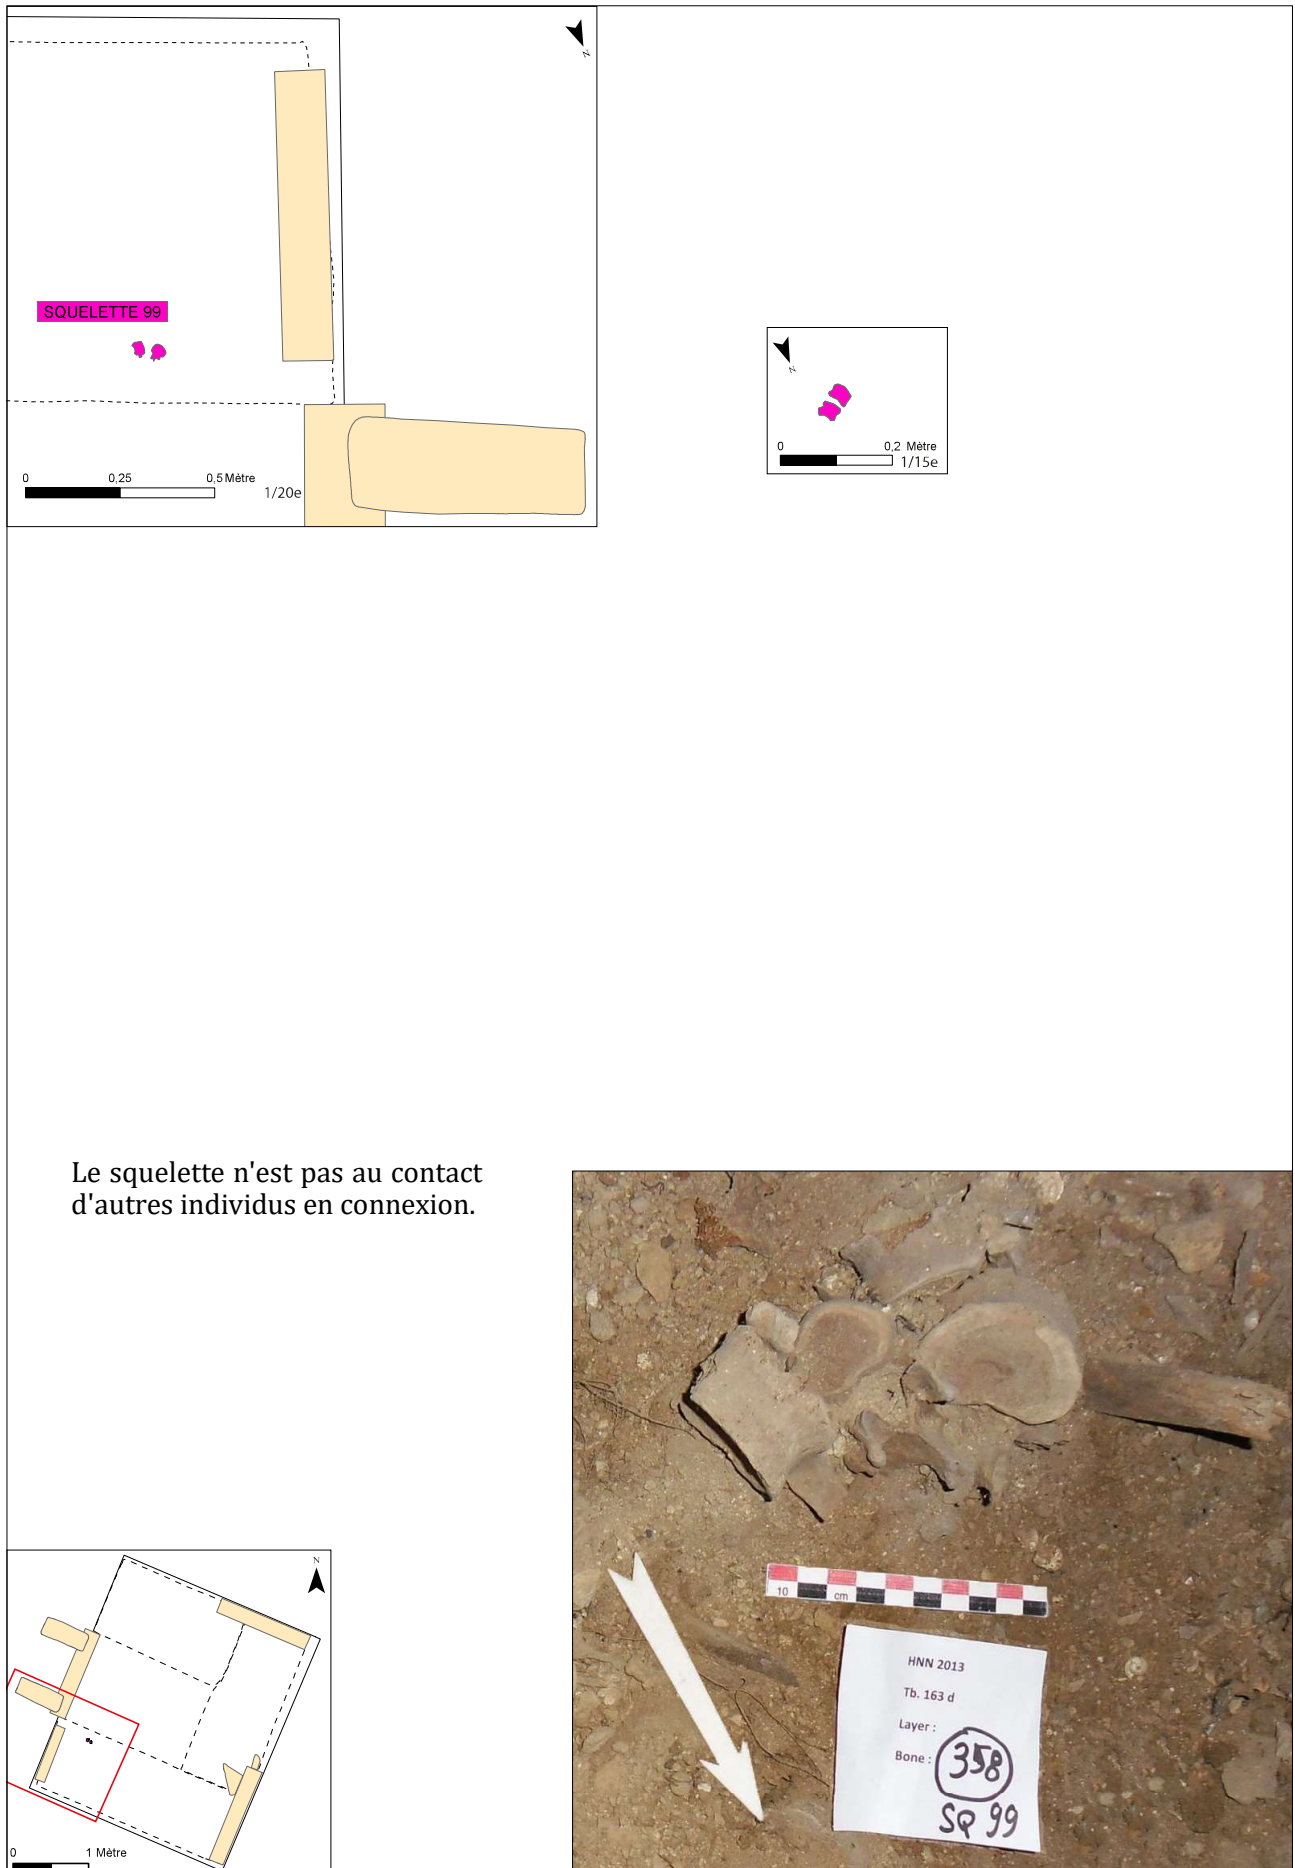 N
SQUELETTE 99
0 0,25 0,5 Mètre
1/20e
N
0 0,2 Mètre
1/15e
Le squelette n'est pas au contact
d'autres individus en connexion.
10 cm
HNN 2013
Tb. 163 d
Layer :
Bone : 358
SQ 99
N
0 1 Mètre